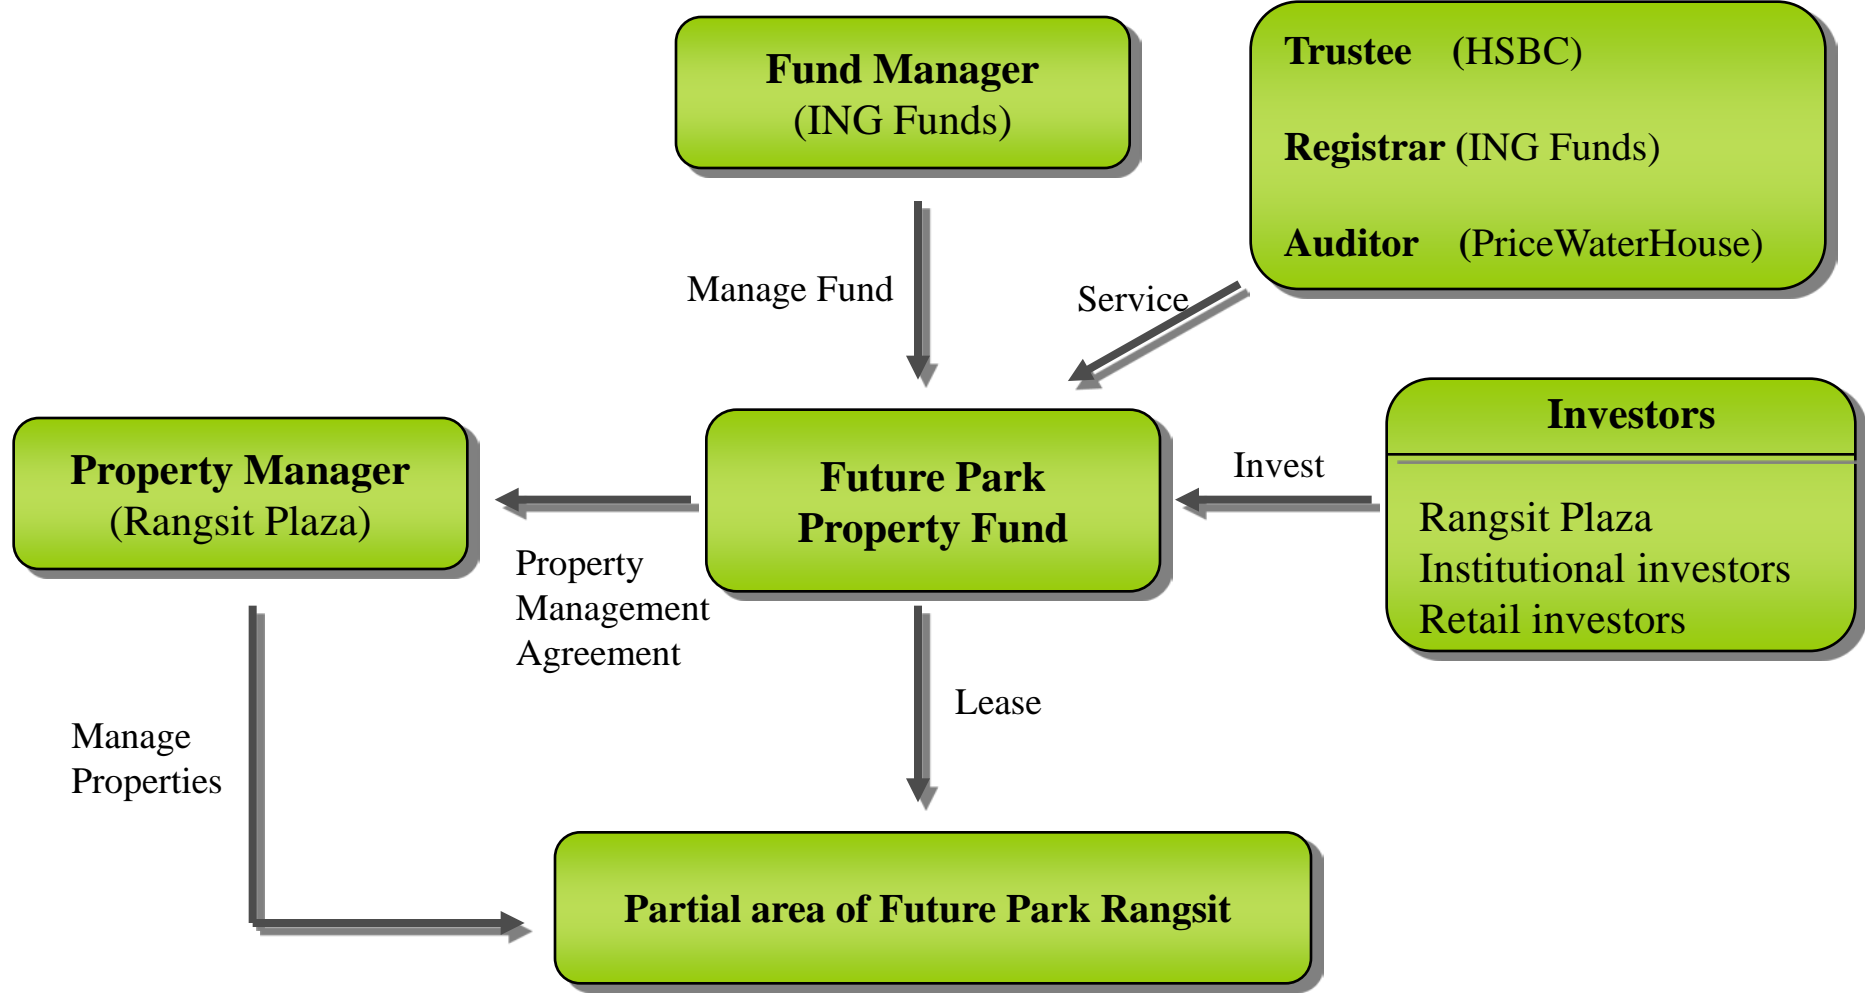 Fund Manager
(ING Funds)
Trustee (HSBC)
Registrar (ING Funds)
Auditor (PriceWaterHouse)
Manage Fund
Service
Property Manager
(Rangsit Plaza)
Future Park
Property Fund
Invest
Investors
Rangsit Plaza
Institutional investors
Retail investors
Property
Management
Agreement
Lease
Manage
Properties
Partial area of Future Park Rangsit